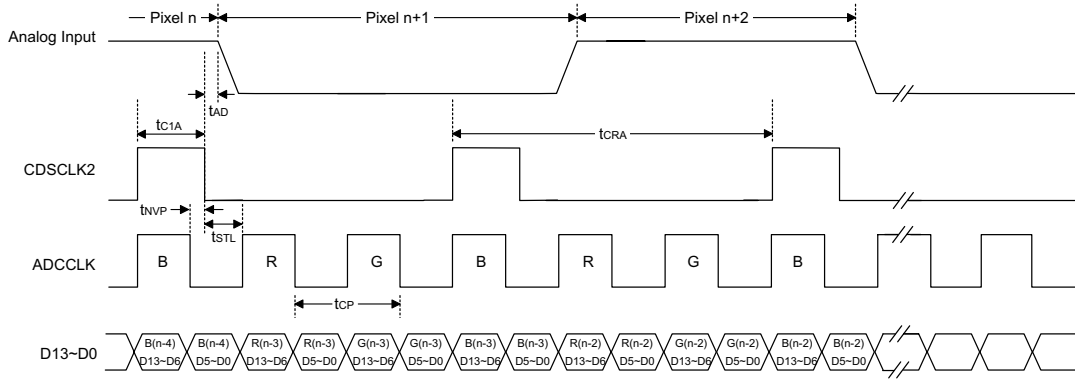 Pixel n
Pixel n+1
Pixel n+2
Analog Input
tAD
tC1A
tCRA
CDSCLK2
tNVP
tSTL
ADCCLK
B
R
G
B
R
G
B
tCP
D13~D0
B(n-4) D13~D6
B(n-4) D5~D0
R(n-3) D13~D6
R(n-3) D5~D0
G(n-3) D13~D6
G(n-3) D5~D0
B(n-3) D13~D6
B(n-3) D5~D0
R(n-2) D13~D6
R(n-2) D5~D0
G(n-2) D13~D6
G(n-2) D5~D0
B(n-2) D13~D6
B(n-2) D5~D0